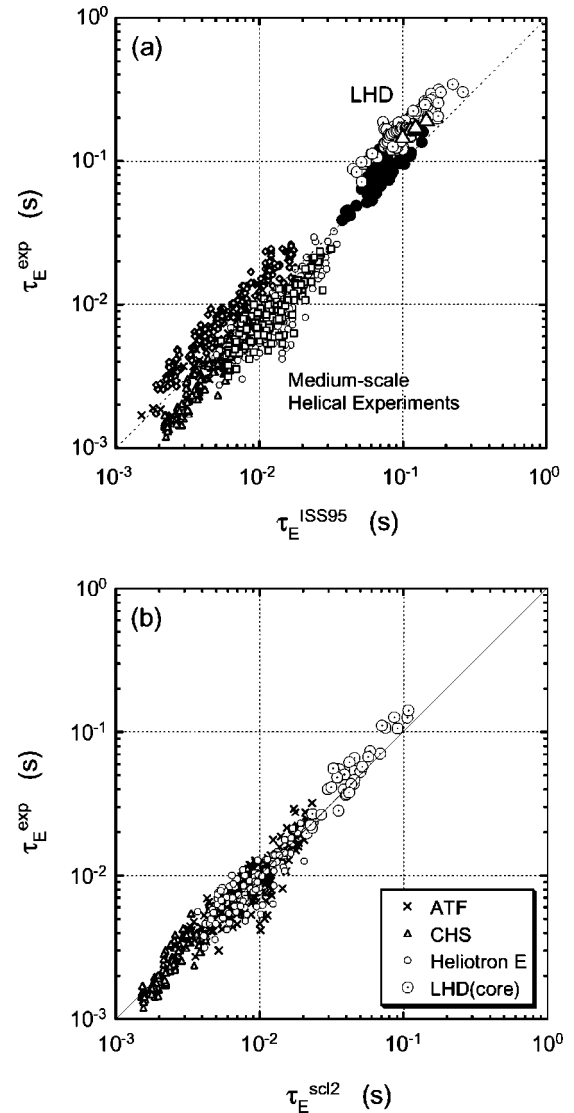 (a)
LHD
Medium-scale
Helical Experiments
10^0
10^-1
10^-2
10^-3
τ_E^exp (s)
10^-3 10^-2 10^-1 10^0
τ_E^ISS95 (s)
(b)
10^0
10^-1
10^-2
10^-3
τ_E^exp (s)
ATF
CHS
Heliotron E
LHD(core)
10^-3 10^-2 10^-1 10^0
τ_E^scl2 (s)